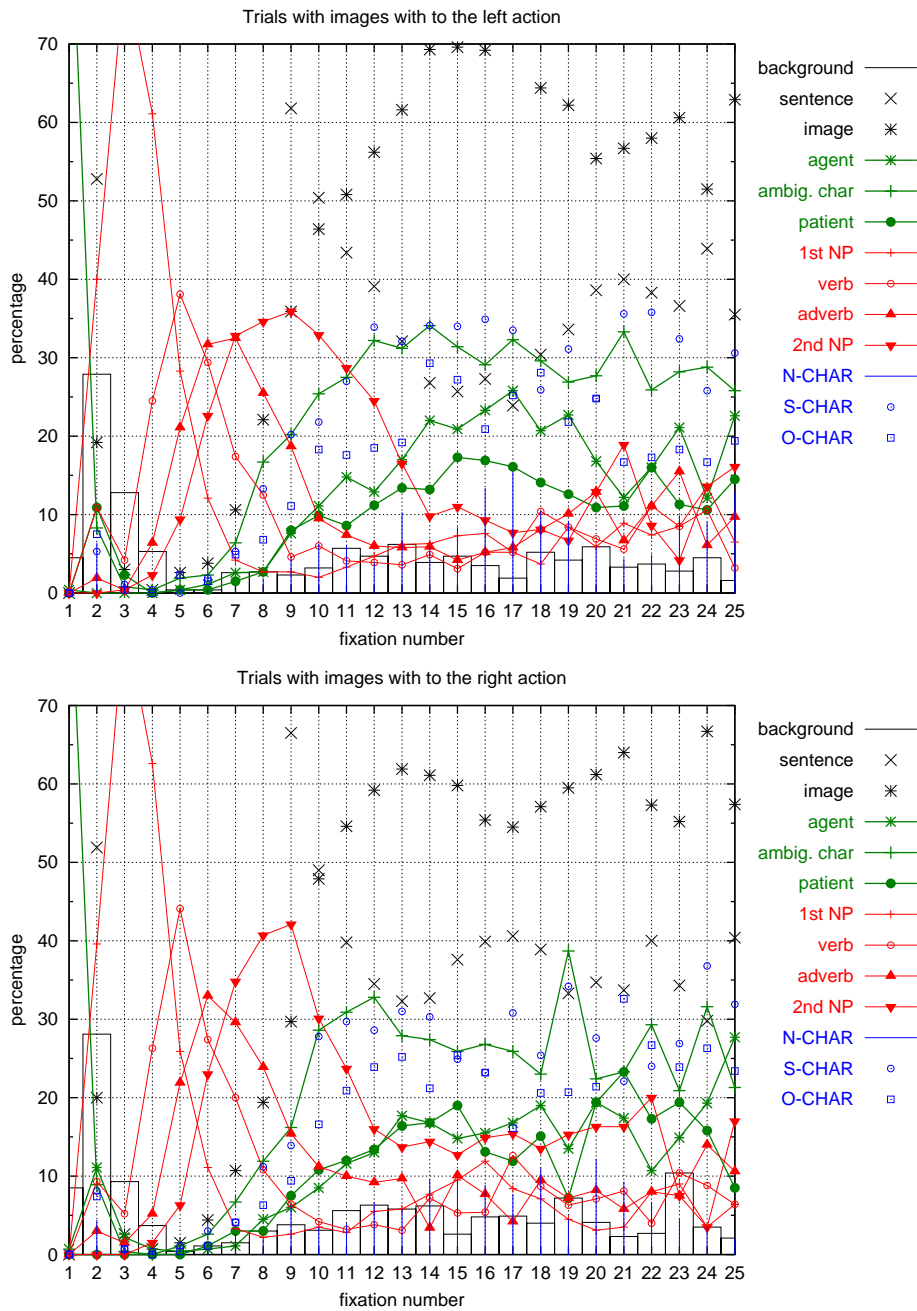 Trials with images with to the left action
percentage
70
60
50
40
30
20
10
0
1 2 3 4 5 6 7 8 9 10 11 12 13 14 15 16 17 18 19 20 21 22 23 24 25
fixation number
background
sentence
image
agent
ambig. char
patient
1st NP
verb
adverb
2nd NP
N-CHAR
S-CHAR
O-CHAR
Trials with images with to the right action
percentage
70
60
50
40
30
20
10
0
1 2 3 4 5 6 7 8 9 10 11 12 13 14 15 16 17 18 19 20 21 22 23 24 25
fixation number
background
sentence
image
agent
ambig. char
patient
1st NP
verb
adverb
2nd NP
N-CHAR
S-CHAR
O-CHAR